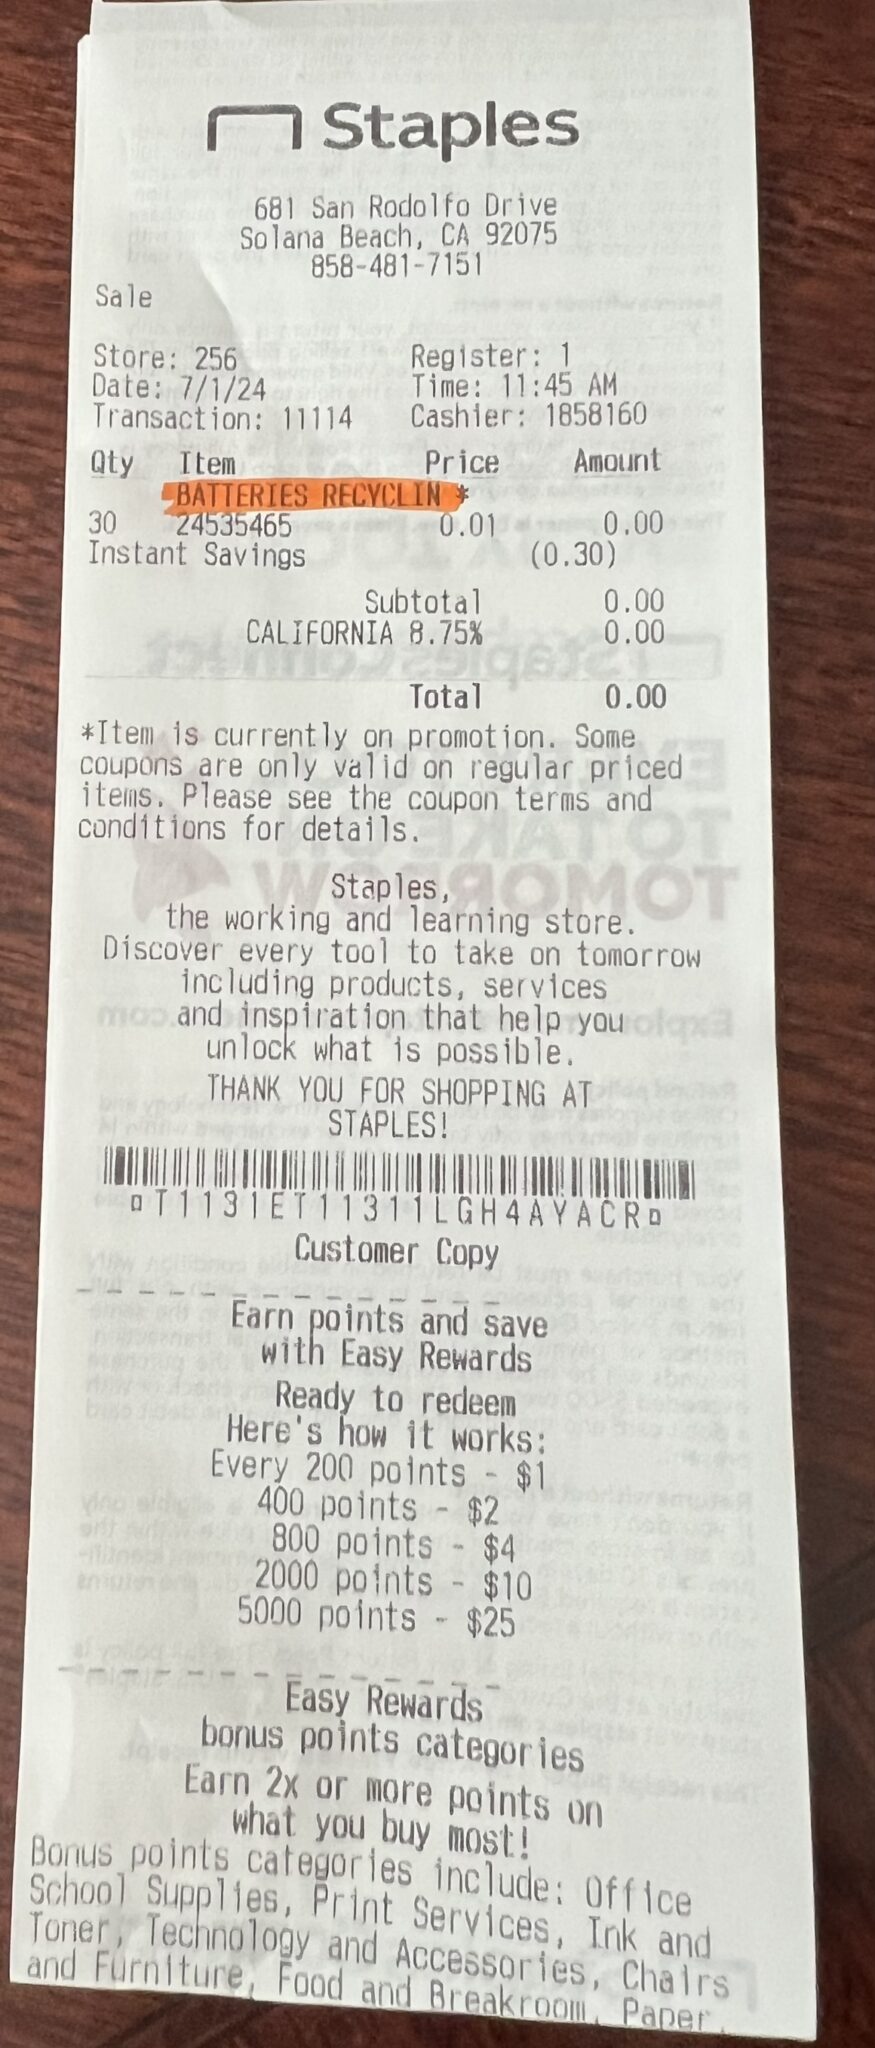 Staples
681 San Rodolfo Drive
Solana Beach, CA 92075
858-481-7151
Sale
Store: 256 Register: 1
Date: 7/1/24 Time: 11:45 AM
Transaction: 11114 Cashier: 1858160
Qty Item Price Amount
BATTERIES RECYCLIN *
30 24535465 0.01 0.00
Instant Savings (0.30)
Subtotal 0.00
CALIFORNIA 8.75% 0.00
Total 0.00
*Item is currently on promotion. Some
coupons are only valid on regular priced
items. Please see the coupon terms and
conditions for details.
Staples,
the working and learning store.
Discover every tool to take on tomorrow
including products, services
and inspiration that help you
unlock what is possible.
THANK YOU FOR SHOPPING AT
STAPLES!
¤T1131ET11311LGH4AYACR¤
Customer Copy
Earn points and save
with Easy Rewards
Ready to redeem
Here's how it works:
Every 200 points - $1
400 points - $2
800 points - $4
2000 points - $10
5000 points - $25
Easy Rewards
bonus points categories
Earn 2x or more points on
what you buy most!
Bonus points categories include: Office
School Supplies, Print Services, Ink and
Toner, Technology and Accessories, Chairs
and Furniture, Food and Breakroom, Paper